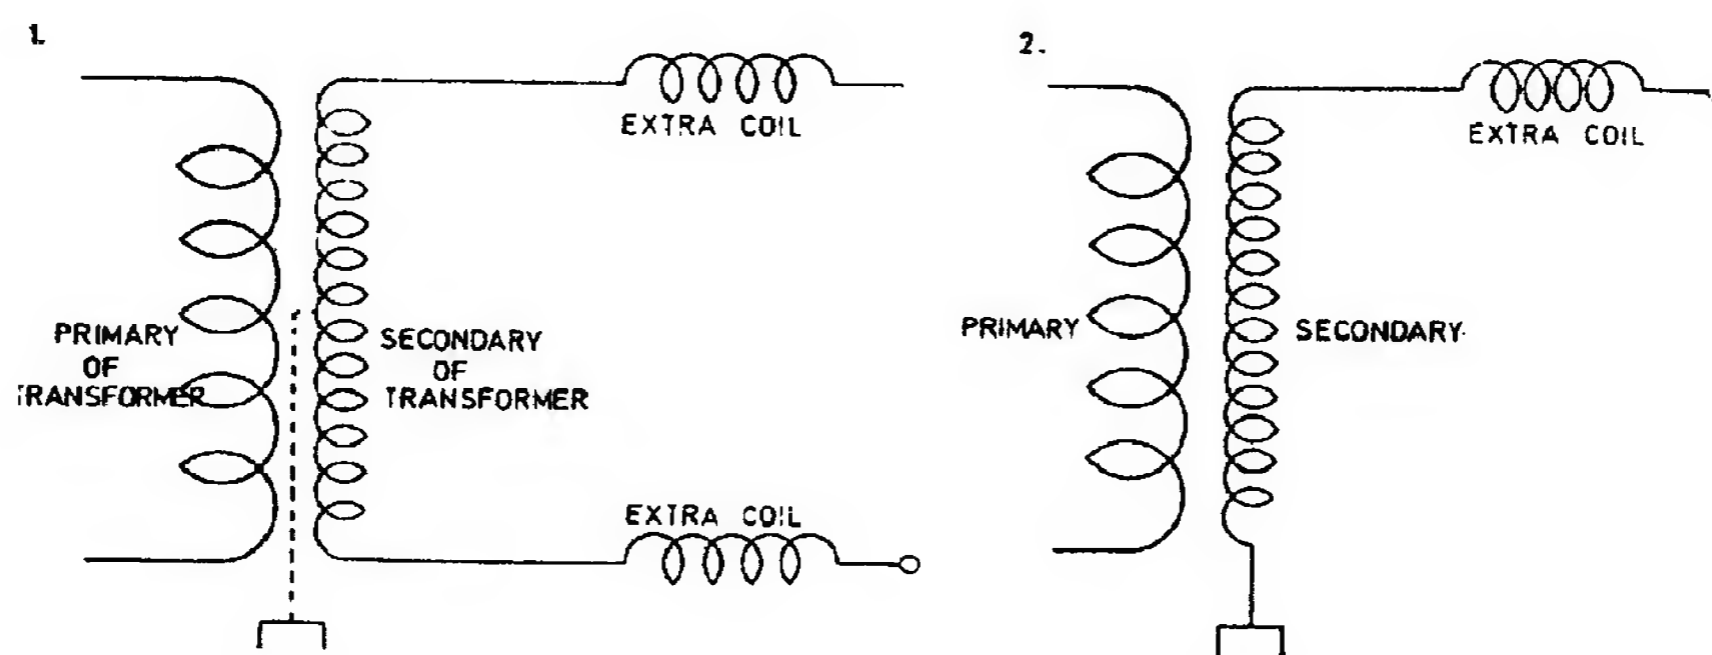 1.
EXTRA COIL
PRIMARY
OF
TRANSFORMER
SECONDARY
OF
TRANSFORMER
EXTRA COIL
2.
EXTRA COIL
PRIMARY
SECONDARY